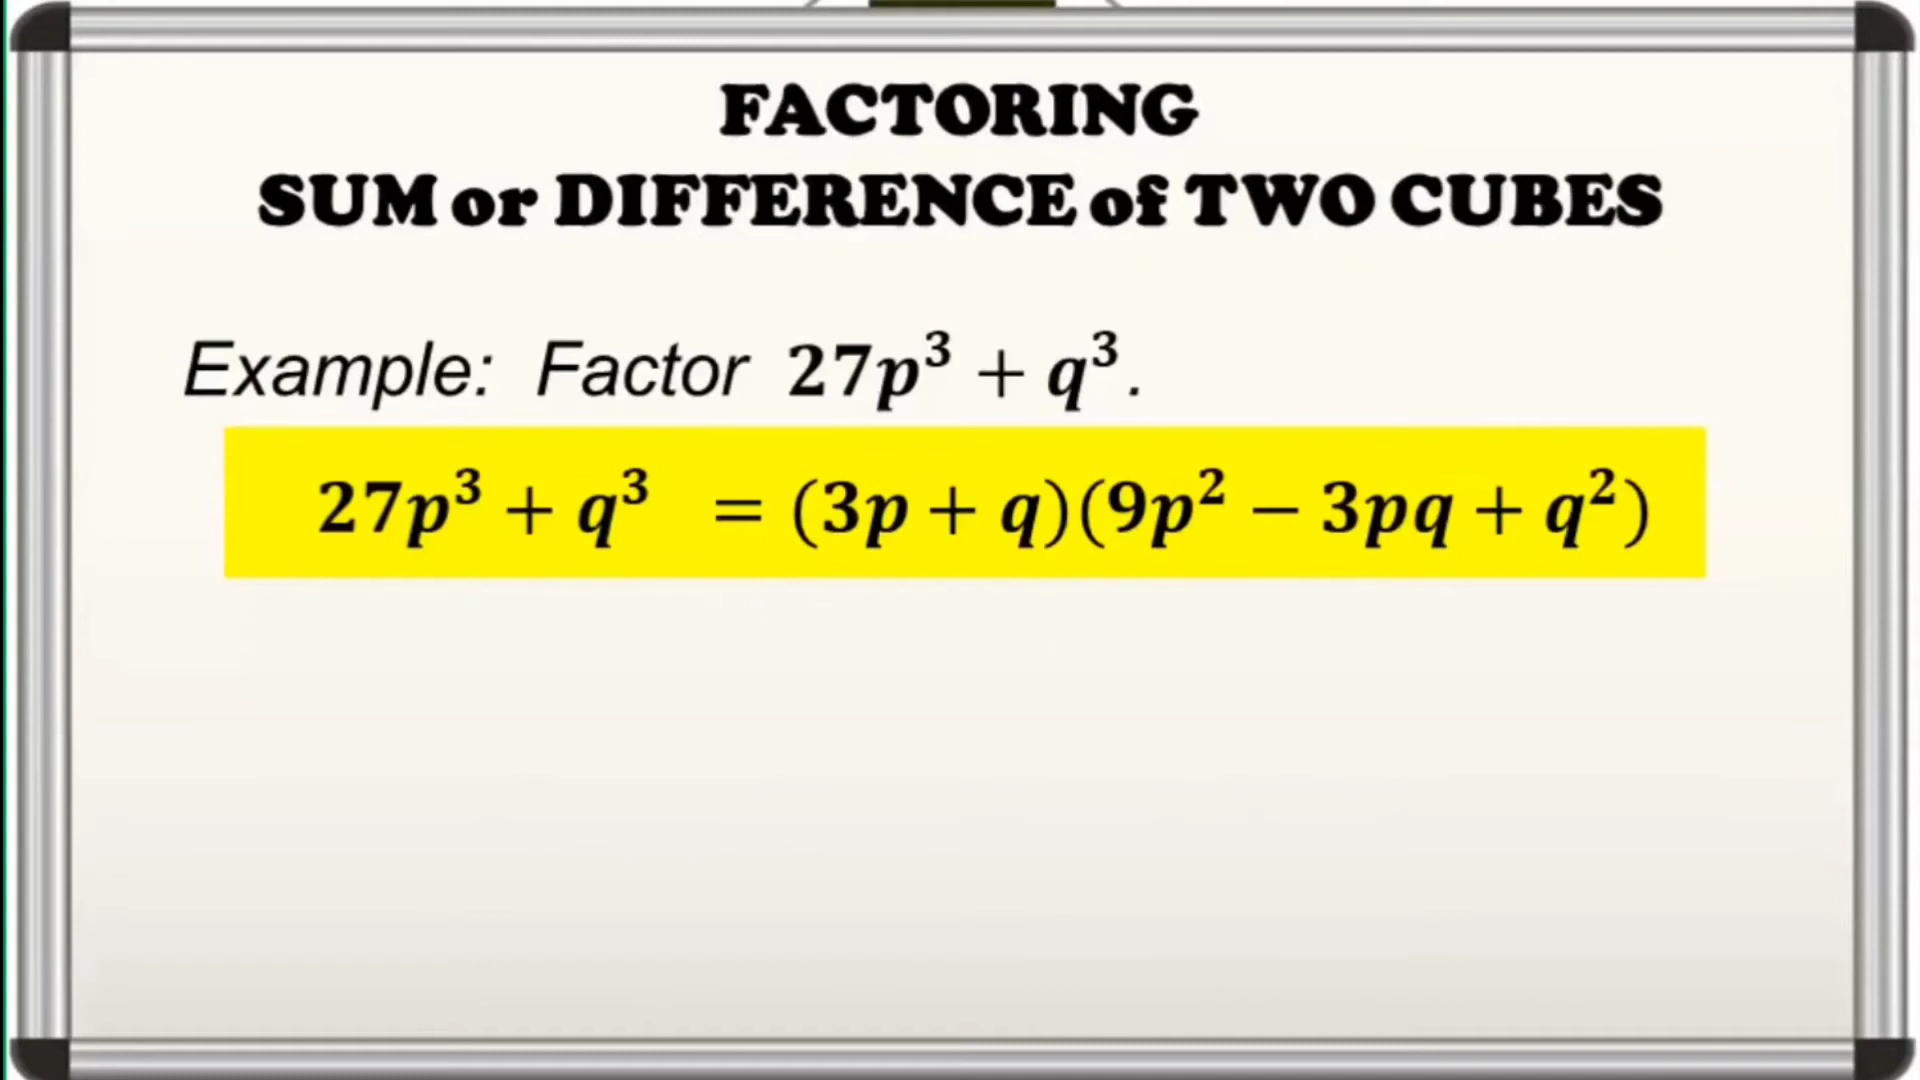 FACTORING
SUM or DIFFERENCE of TWO CUBES
Example: Factor 27p³ + q³.
27p³ + q³ = (3p + q)(9p² − 3pq + q²)